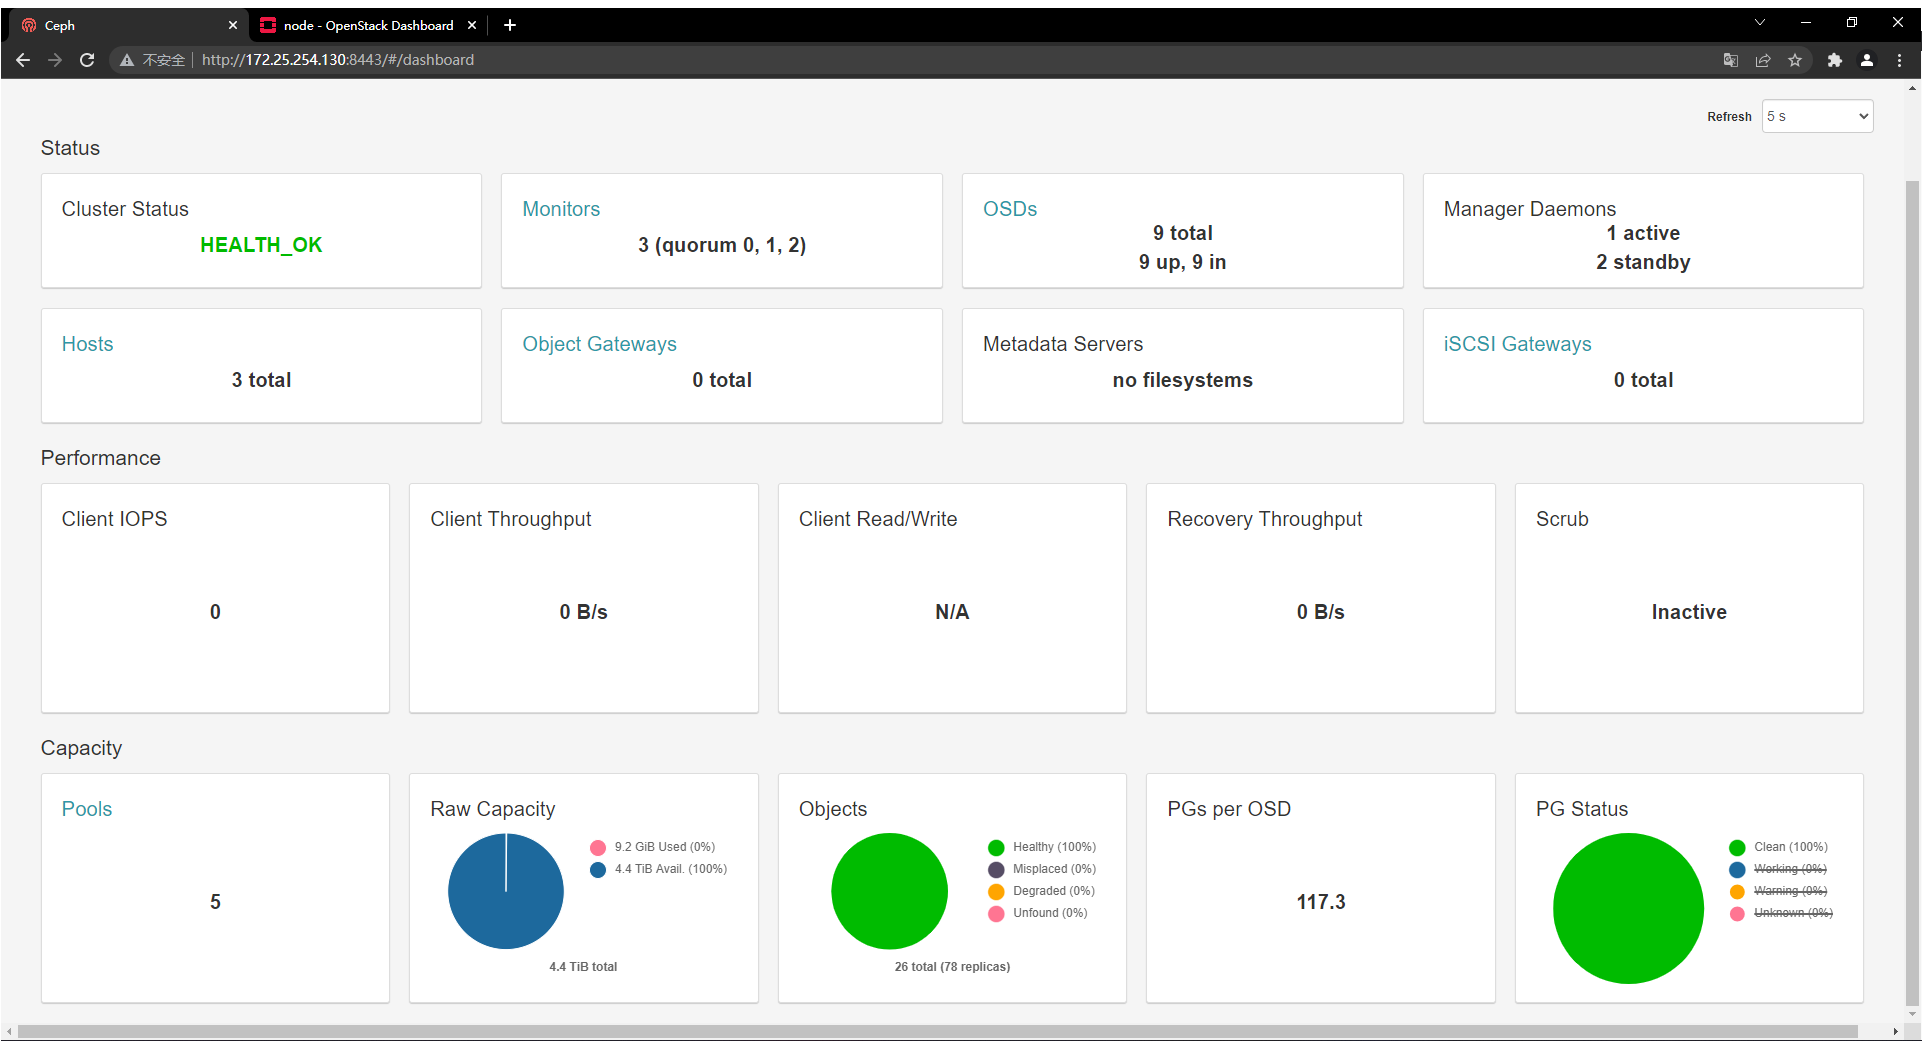 Ceph
node - OpenStack Dashboard
不安全 http://172.25.254.130:8443/#/dashboard
Refresh 5 s
Status
Cluster Status
HEALTH_OK
Monitors
3 (quorum 0, 1, 2)
OSDs
9 total
9 up, 9 in
Manager Daemons
1 active
2 standby
Hosts
3 total
Object Gateways
0 total
Metadata Servers
no filesystems
iSCSI Gateways
0 total
Performance
Client IOPS
0
Client Throughput
0 B/s
Client Read/Write
N/A
Recovery Throughput
0 B/s
Scrub
Inactive
Capacity
Pools
5
Raw Capacity
9.2 GiB Used (0%)
4.4 TiB Avail. (100%)
4.4 TiB total
Objects
Healthy (100%)
Misplaced (0%)
Degraded (0%)
Unfound (0%)
26 total (78 replicas)
PGs per OSD
117.3
PG Status
Clean (100%)
Working (0%)
Warning (0%)
Unknown (0%)